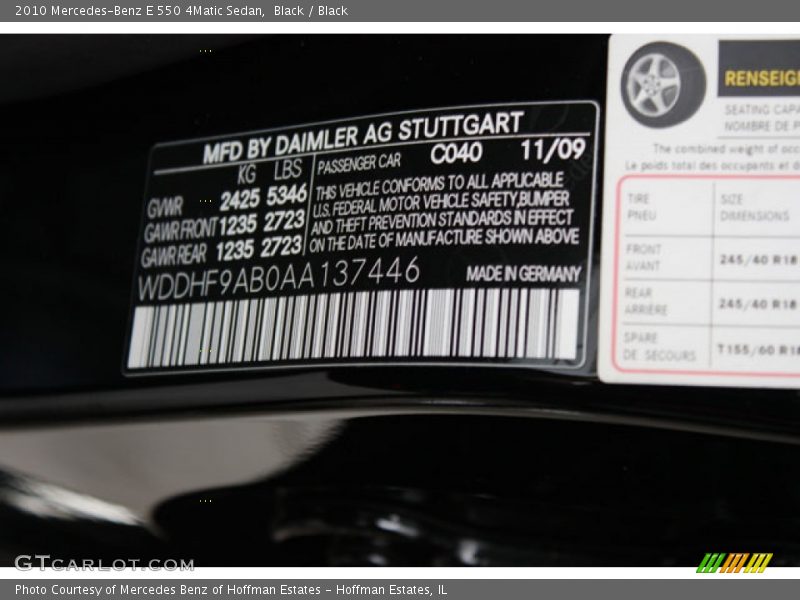 2010 Mercedes-Benz E 550 4Matic Sedan,  Black / Black
MFD BY DAIMLER AG STUTTGART
KG LBS
GVWR 2425 5346
GAWR FRONT 1235 2723
GAWR REAR 1235 2723
PASSENGER CAR C040 11/09
THIS VEHICLE CONFORMS TO ALL APPLICABLE
U.S. FEDERAL MOTOR VEHICLE SAFETY,BUMPER
AND THEFT PREVENTION STANDARDS IN EFFECT
ON THE DATE OF MANUFACTURE SHOWN ABOVE
WDDHF9AB0AA137446 MADE IN GERMANY
RENSEIG
SEATING CAPA
NOMBRE DE P
The combined weight of occ
Le poids total des occupants et d
TIRE SIZE
PNEU DIMENSIONS
FRONT
AVANT 245/40 R18
REAR
ARRIÈRE 245/40 R18
SPARE
DE SECOURS T155/60 R18
GTCARLOT.COM
Photo Courtesy of Mercedes Benz of Hoffman Estates - Hoffman Estates, IL